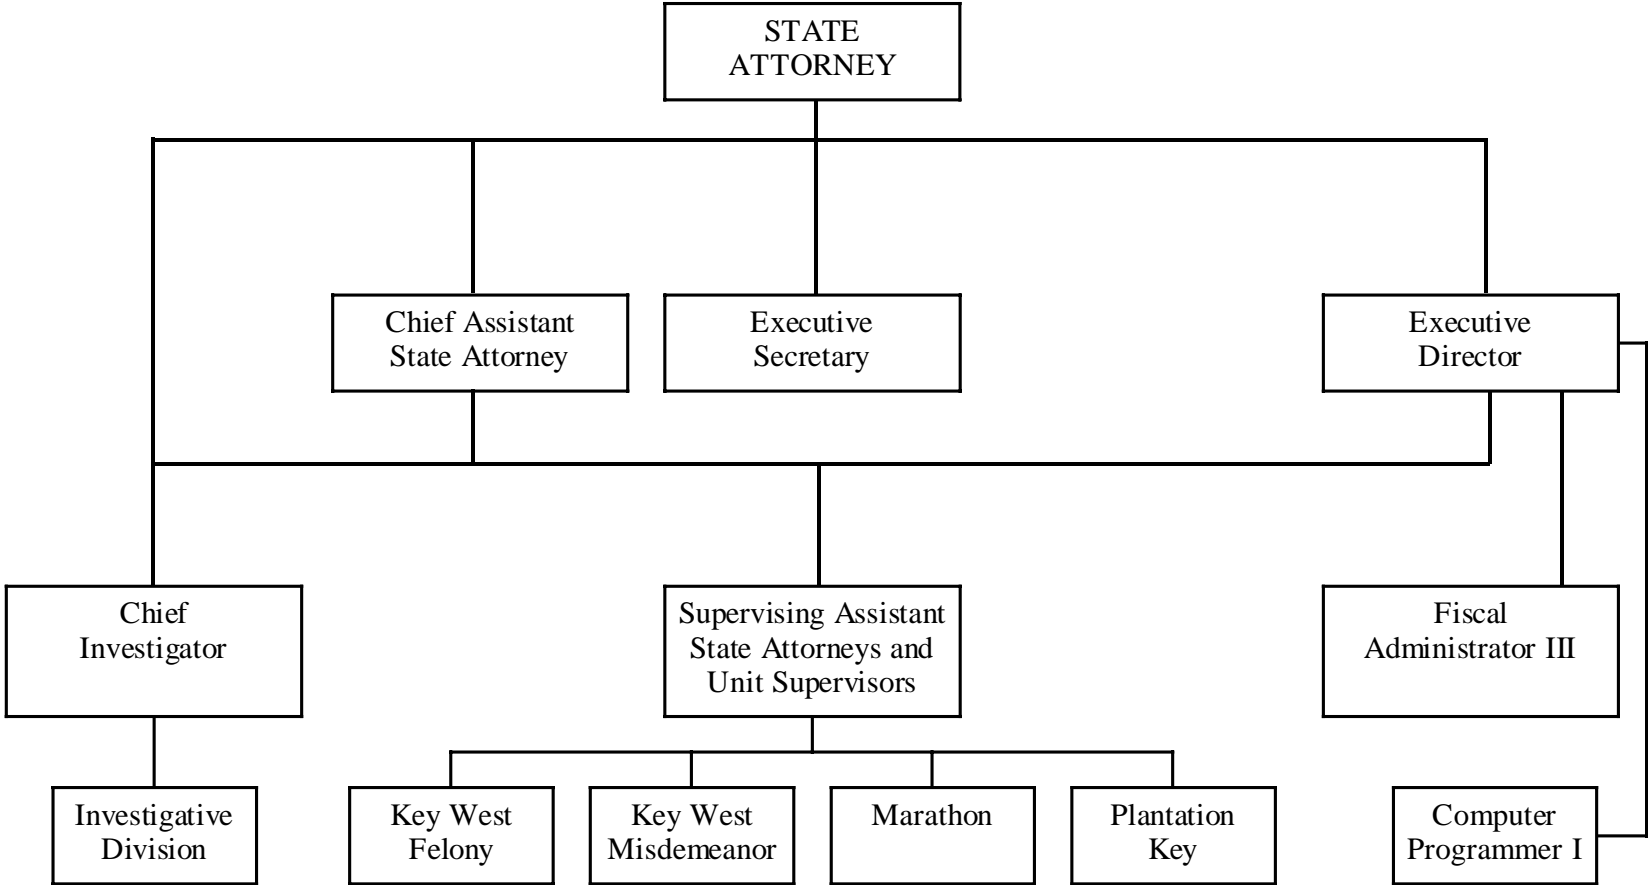 STATE
ATTORNEY
Chief Assistant
State Attorney
Executive
Secretary
Executive
Director
Chief
Investigator
Supervising Assistant
State Attorneys and
Unit Supervisors
Fiscal
Administrator III
Investigative
Division
Key West
Felony
Key West
Misdemeanor
Marathon
Plantation
Key
Computer
Programmer I